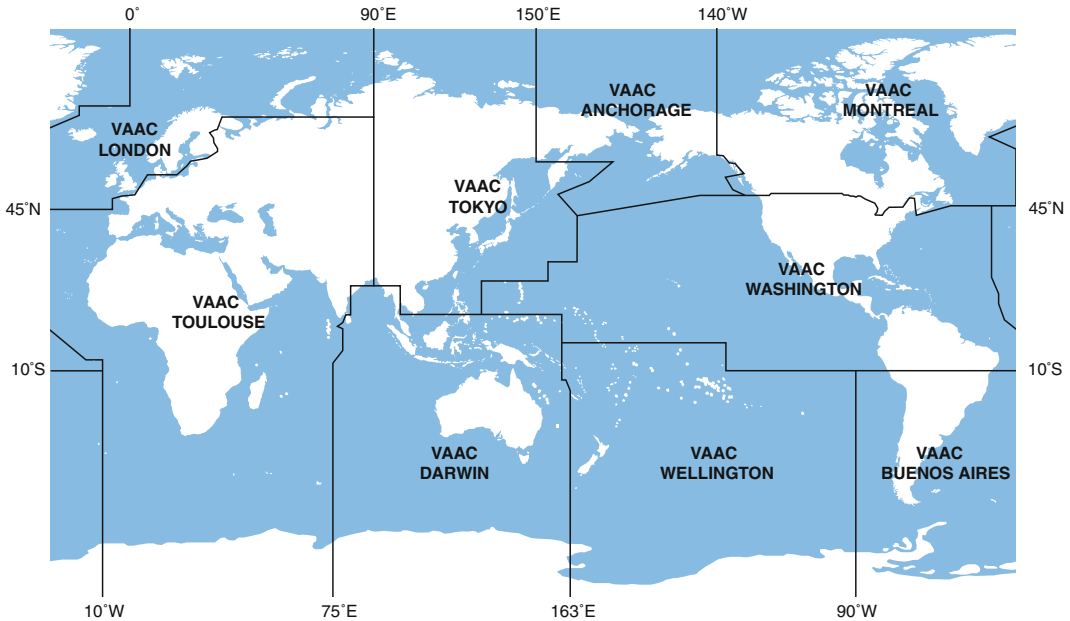 0˚
90˚E
150˚E
140˚W
VAAC
ANCHORAGE
VAAC
MONTREAL
VAAC
LONDON
VAAC
TOKYO
45˚N
45˚N
VAAC
WASHINGTON
VAAC
TOULOUSE
10˚S
10˚S
VAAC
DARWIN
VAAC
WELLINGTON
VAAC
BUENOS AIRES
10˚W
75˚E
163˚E
90˚W